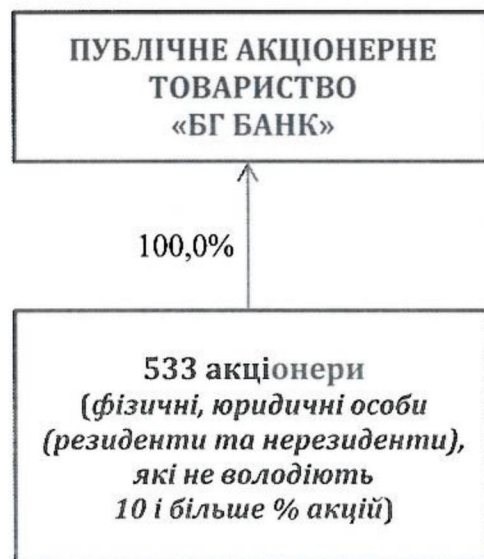 ПУБЛІЧНЕ АКЦІОНЕРНЕ
ТОВАРИСТВО
«БГ БАНК»
100,0%
533 акціонери
(фізичні, юридичні особи
(резиденти та нерезиденти),
які не володіють
10 і більше % акцій)